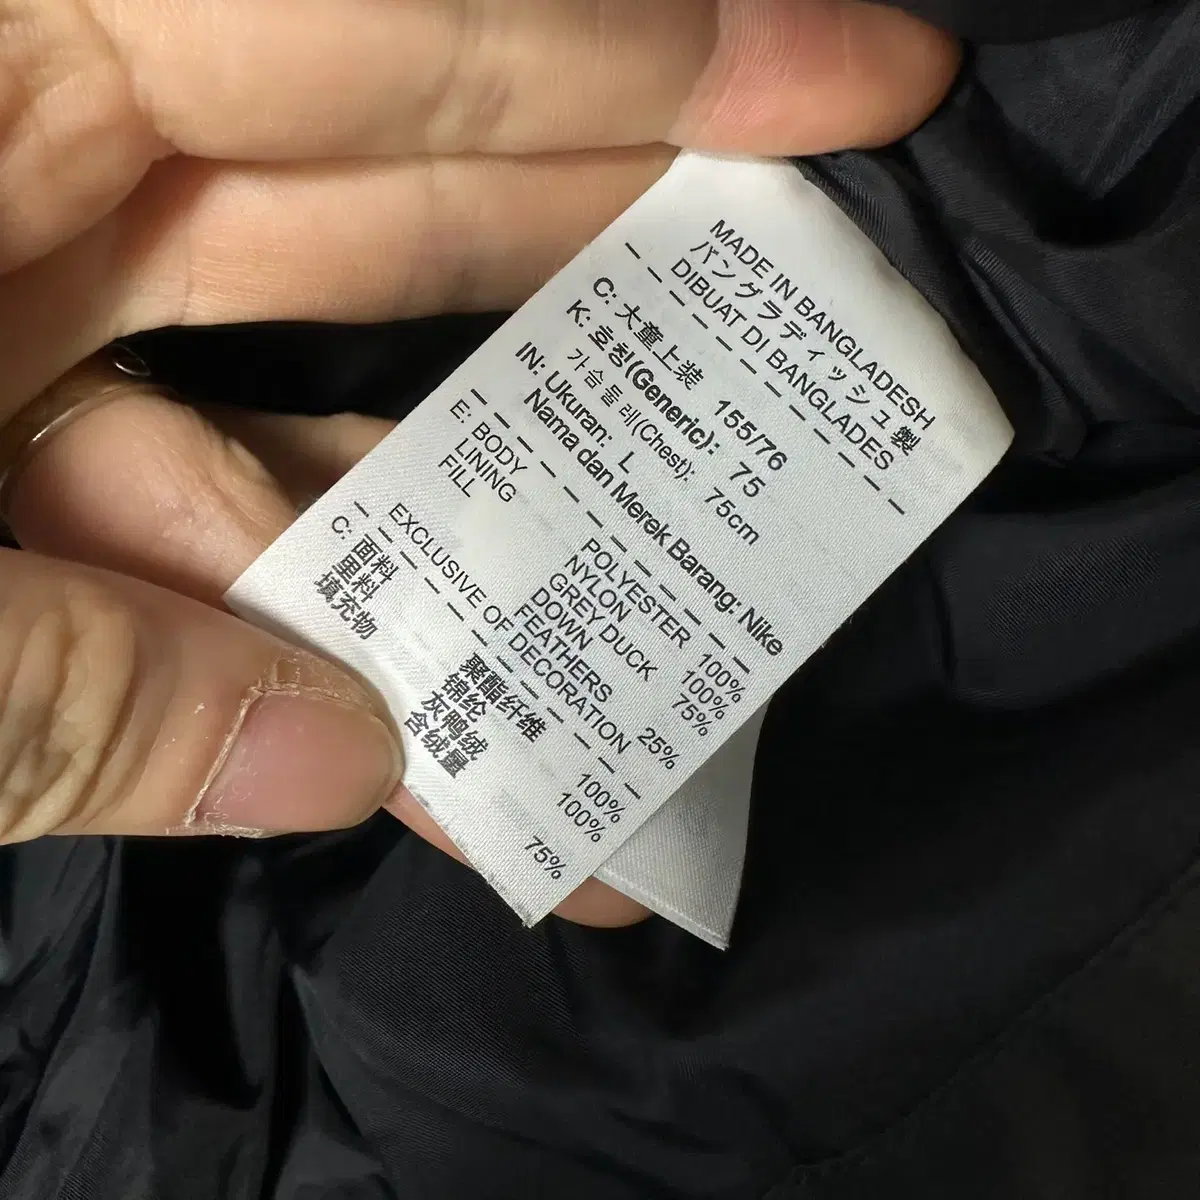 MADE IN BANGLADESH
バングラディッシュ製
DIBUAT DI BANGLADES
C: 大童上装 155/76
K: 호칭(Generic): 75
가슴둘레(Chest): 75cm
IN: Ukuran: L
Nama dan Merek Barang: Nike
E: BODY POLYESTER 100%
LINING NYLON 100%
FILL GREY DUCK 75%
DOWN
FEATHERS 25%
EXCLUSIVE OF DECORATION
C: 面料 聚酯纤维 100%
里料 锦纶 100%
填充物 灰鸭绒
含绒量 75%